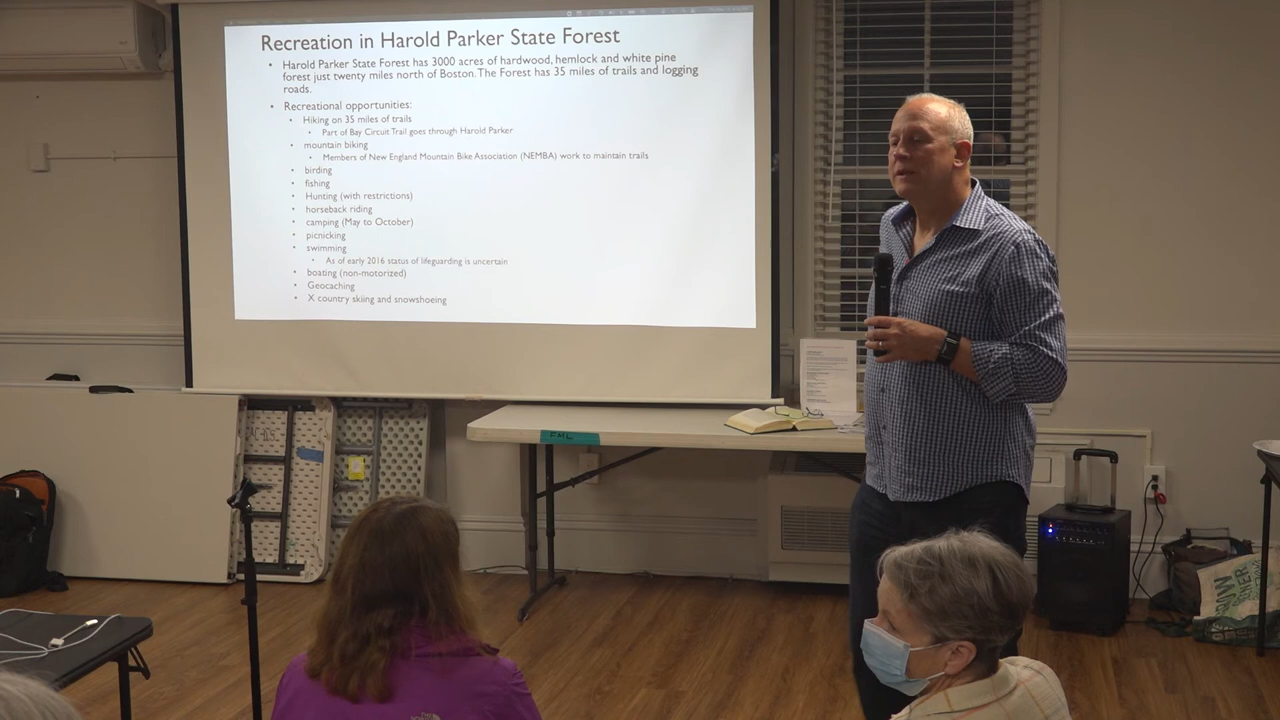 Recreation in Harold Parker State Forest
• Harold Parker State Forest has 3000 acres of hardwood, hemlock and white pine
forest just twenty miles north of Boston. The Forest has 35 miles of trails and logging
roads.
• Recreational opportunities:
• Hiking on 35 miles of trails
• Part of Bay Circuit Trail goes through Harold Parker
• mountain biking
• Members of New England Mountain Bike Association (NEMBA) work to maintain trails
• birding
• fishing
• Hunting (with restrictions)
• horseback riding
• camping (May to October)
• picnicking
• swimming
• As of early 2016 status of lifeguarding is uncertain
• boating (non-motorized)
• Geocaching
• X country skiing and snowshoeing
FML